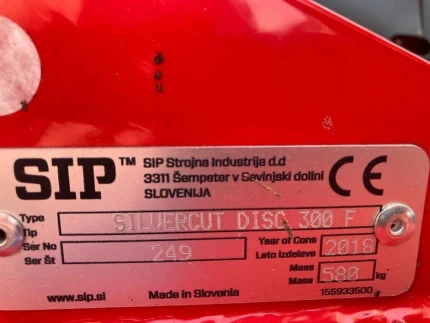 SIP™ SIP Strojna Industrija d.d
3311 Šempeter v Savinjski dolini
SLOVENIJA
CE
Type
Tip SILVERCUT DISC 300 F
Ser No
Ser Št 249
Year of Cons
Leto Izdelave 2018
Mass
Masa 580 kg
www.sip.si Made in Slovenia 155933500